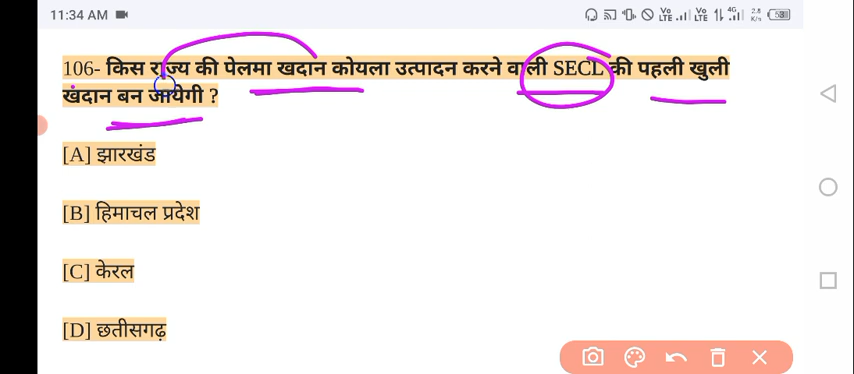 11:34 AM
106- किस राज्य की पेलमा खदान कोयला उत्पादन करने वाली SECL की पहली खुली
खदान बन जायेगी ?
[A] झारखंड
[B] हिमाचल प्रदेश
[C] केरल
[D] छतीसगढ़